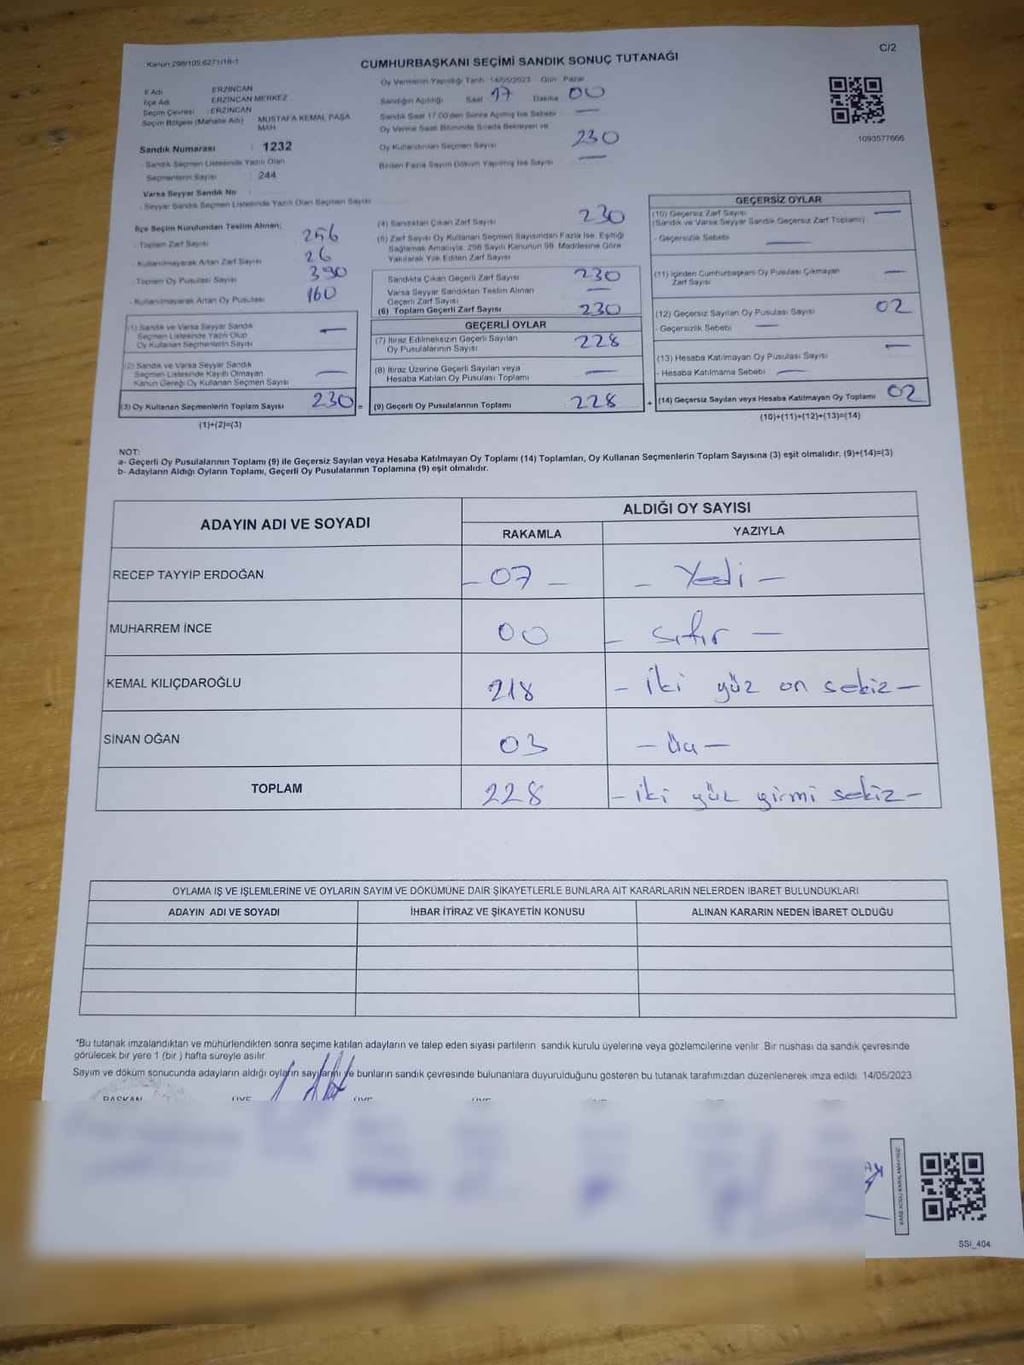 Kanun:298/105.6271/18-1
CUMHURBAŞKANI SEÇİMİ SANDIK SONUÇ TUTANAĞI
C/2
Oy Vermenin Yapıldığı Tarih 14/05/2023 Gün Pazar
İl Adı ERZİNCAN
İlçe Adı ERZİNCAN MERKEZ
Seçim Çevresi ERZİNCAN
Seçim Bölgesi (Mahalle Adı) MUSTAFA KEMAL PAŞA MAH
Sandığın Açıldığı Saat 17 Dakika 00
Sandık Saat 17.00'den Sonra Açılmış İse Sebebi —
Oy Verme Saati Bitiminde Sırada Bekleyen ve
Oy Kullandırılan Seçmen Sayısı 230
Birden Fazla Sayım Döküm Yapılmış İse Sayısı —
1093577666
Sandık Numarası 1232
Sandık Seçmen Listesinde Yazılı Olan
Seçmenlerin Sayısı 244
Varsa Seyyar Sandık No
Seyyar Sandık Seçmen Listesinde Yazılı Olan Seçmen Sayısı
İlçe Seçim Kurulundan Teslim Alınan;
- Toplam Zarf Sayısı 256
- Kullanılmayarak Artan Zarf Sayısı 26
- Toplam Oy Pusulası 390
- Kullanılmayarak Artan Oy Pusulası 160
(1) Sandık ve Varsa Seyyar Sandık
Seçmen Listesinde Yazılı Olup
Oy Kullanan Seçmenlerin Sayısı —
(2) Sandık ve Varsa Seyyar Sandık
Seçmen Listesinde Kayıtlı Olmayan
Kanun Gereği Oy Kullanan Seçmen Sayısı —
(3) Oy Kullanan Seçmenlerin Toplam Sayısı 230 =
(1)+(2)=(3)
(4) Sandıktan Çıkan Zarf Sayısı 230
(5) Zarf Sayısı Oy Kullanan Seçmen Sayısından Fazla İse, Eşitliği
Sağlamak Amacıyla, 298 Sayılı Kanunun 98. Maddesine Göre
Yakılarak Yok Edilen Zarf Sayısı
Sandıkta Çıkan Geçerli Zarf Sayısı 230
Varsa Seyyar Sandıktan Teslim Alınan
Geçerli Zarf Sayısı —
(6) Toplam Geçerli Zarf Sayısı 230
GEÇERLİ OYLAR
(7) İtiraz Edilmeksizin Geçerli Sayılan
Oy Pusulalarının Sayısı 228
(8) İtiraz Üzerine Geçerli Sayılan veya
Hesaba Katılan Oy Pusulası Toplamı —
(9) Geçerli Oy Pusulalarının Toplamı 228 +
GEÇERSİZ OYLAR
(10) Geçersiz Zarf Sayısı —
(Sandık ve Varsa Seyyar Sandık Geçersiz Zarf Toplamı)
- Geçersizlik Sebebi —
(11) İçinden Cumhurbaşkanı Oy Pusulası Çıkmayan
Zarf Sayısı —
(12) Geçersiz Sayılan Oy Pusulası Sayısı 02
- Geçersizlik Sebebi —
(13) Hesaba Katılmayan Oy Pusulası Sayısı —
- Hesaba Katılmama Sebebi —
(14) Geçersiz Sayılan veya Hesaba Katılmayan Oy Toplamı 02
(10)+(11)+(12)+(13)=(14)
NOT:
a- Geçerli Oy Pusulalarının Toplamı (9) ile Geçersiz Sayılan veya Hesaba Katılmayan Oy Toplamı (14) Toplamları, Oy Kullanan Seçmenlerin Toplam Sayısına (3) eşit olmalıdır. (9)+(14)=(3)
b- Adayların Aldığı Oyların Toplamı, Geçerli Oy Pusulalarının Toplamına (9) eşit olmalıdır.
ADAYIN ADI VE SOYADI
ALDIĞI OY SAYISI
RAKAMLA YAZIYLA
RECEP TAYYİP ERDOĞAN - 07 - - Yedi -
MUHARREM İNCE 00 - sıfır -
KEMAL KILIÇDAROĞLU 218 - iki yüz on sekiz -
SİNAN OĞAN 03 - Üç -
TOPLAM 228 - iki yüz yirmi sekiz -
OYLAMA İŞ VE İŞLEMLERİNE VE OYLARIN SAYIM VE DÖKÜMÜNE DAİR ŞİKAYETLERLE BUNLARA AİT KARARLARIN NELERDEN İBARET BULUNDUKLARI
ADAYIN ADI VE SOYADI İHBAR İTİRAZ VE ŞİKAYETİN KONUSU ALINAN KARARIN NEDEN İBARET OLDUĞU
*Bu tutanak imzalandıktan ve mühürlendikten sonra seçime katılan adayların ve talep eden siyasi partilerin sandık kurulu üyelerine veya gözlemcilerine verilir. Bir nüshası da sandık çevresinde
görülecek bir yere 1 (bir ) hafta süreyle asılır.
Sayım ve döküm sonucunda adayların aldığı oyların sayılarını ve bunların sandık çevresinde bulunanlara duyurulduğunu gösteren bu tutanak tarafımızdan düzenlenerek imza edildi. 14/05/2023
BAŞKAN ÜYE ÜYE ÜYE
SSİ_404